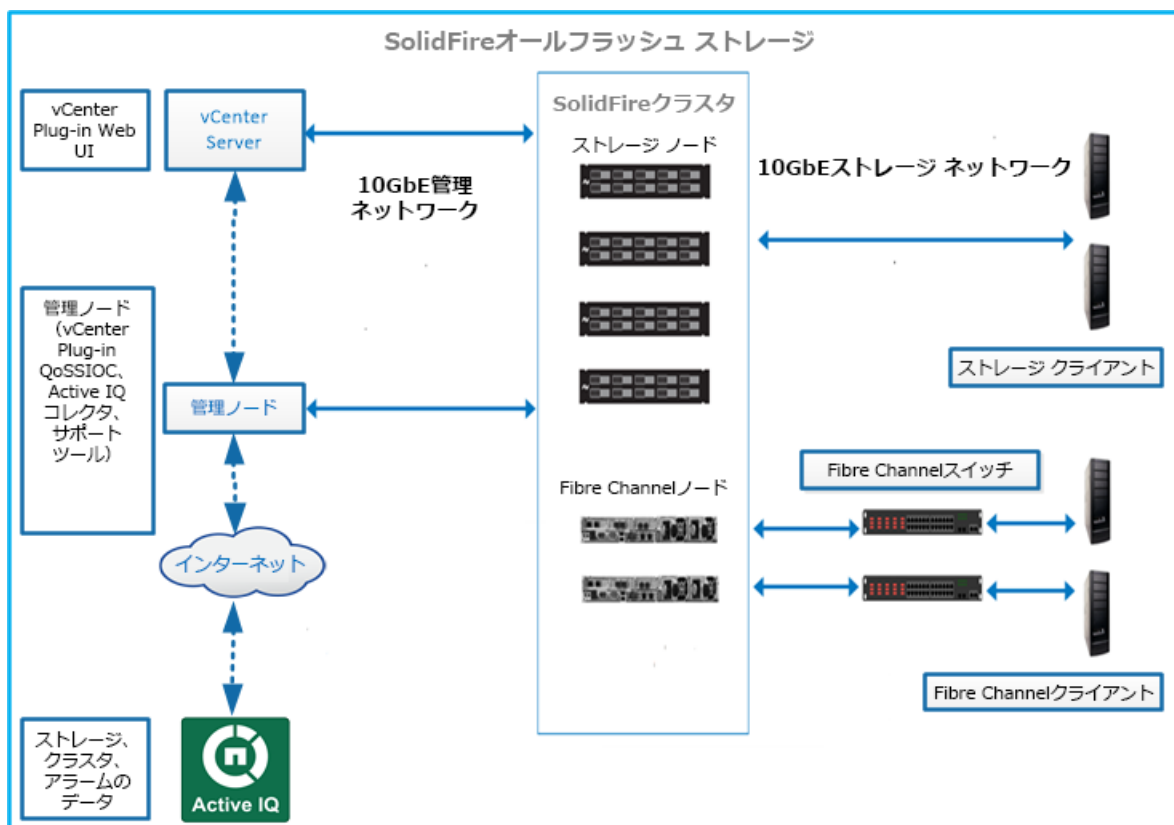 SolidFireオールフラッシュ ストレージ
vCenter
Plug-in Web
UI
vCenter
Server
10GbE管理
ネットワーク
SolidFireクラスタ
ストレージ ノード
10GbEストレージ ネットワーク
ストレージ クライアント
管理ノード
(vCenter
Plug-in
QoSSIOC、
Active IQ
コレクタ、
サポート
ツール)
管理ノード
Fibre Channelノード
Fibre Channelスイッチ
インターネット
Fibre Channelクライアント
ストレージ、
クラスタ、
アラームの
データ
Active IQ